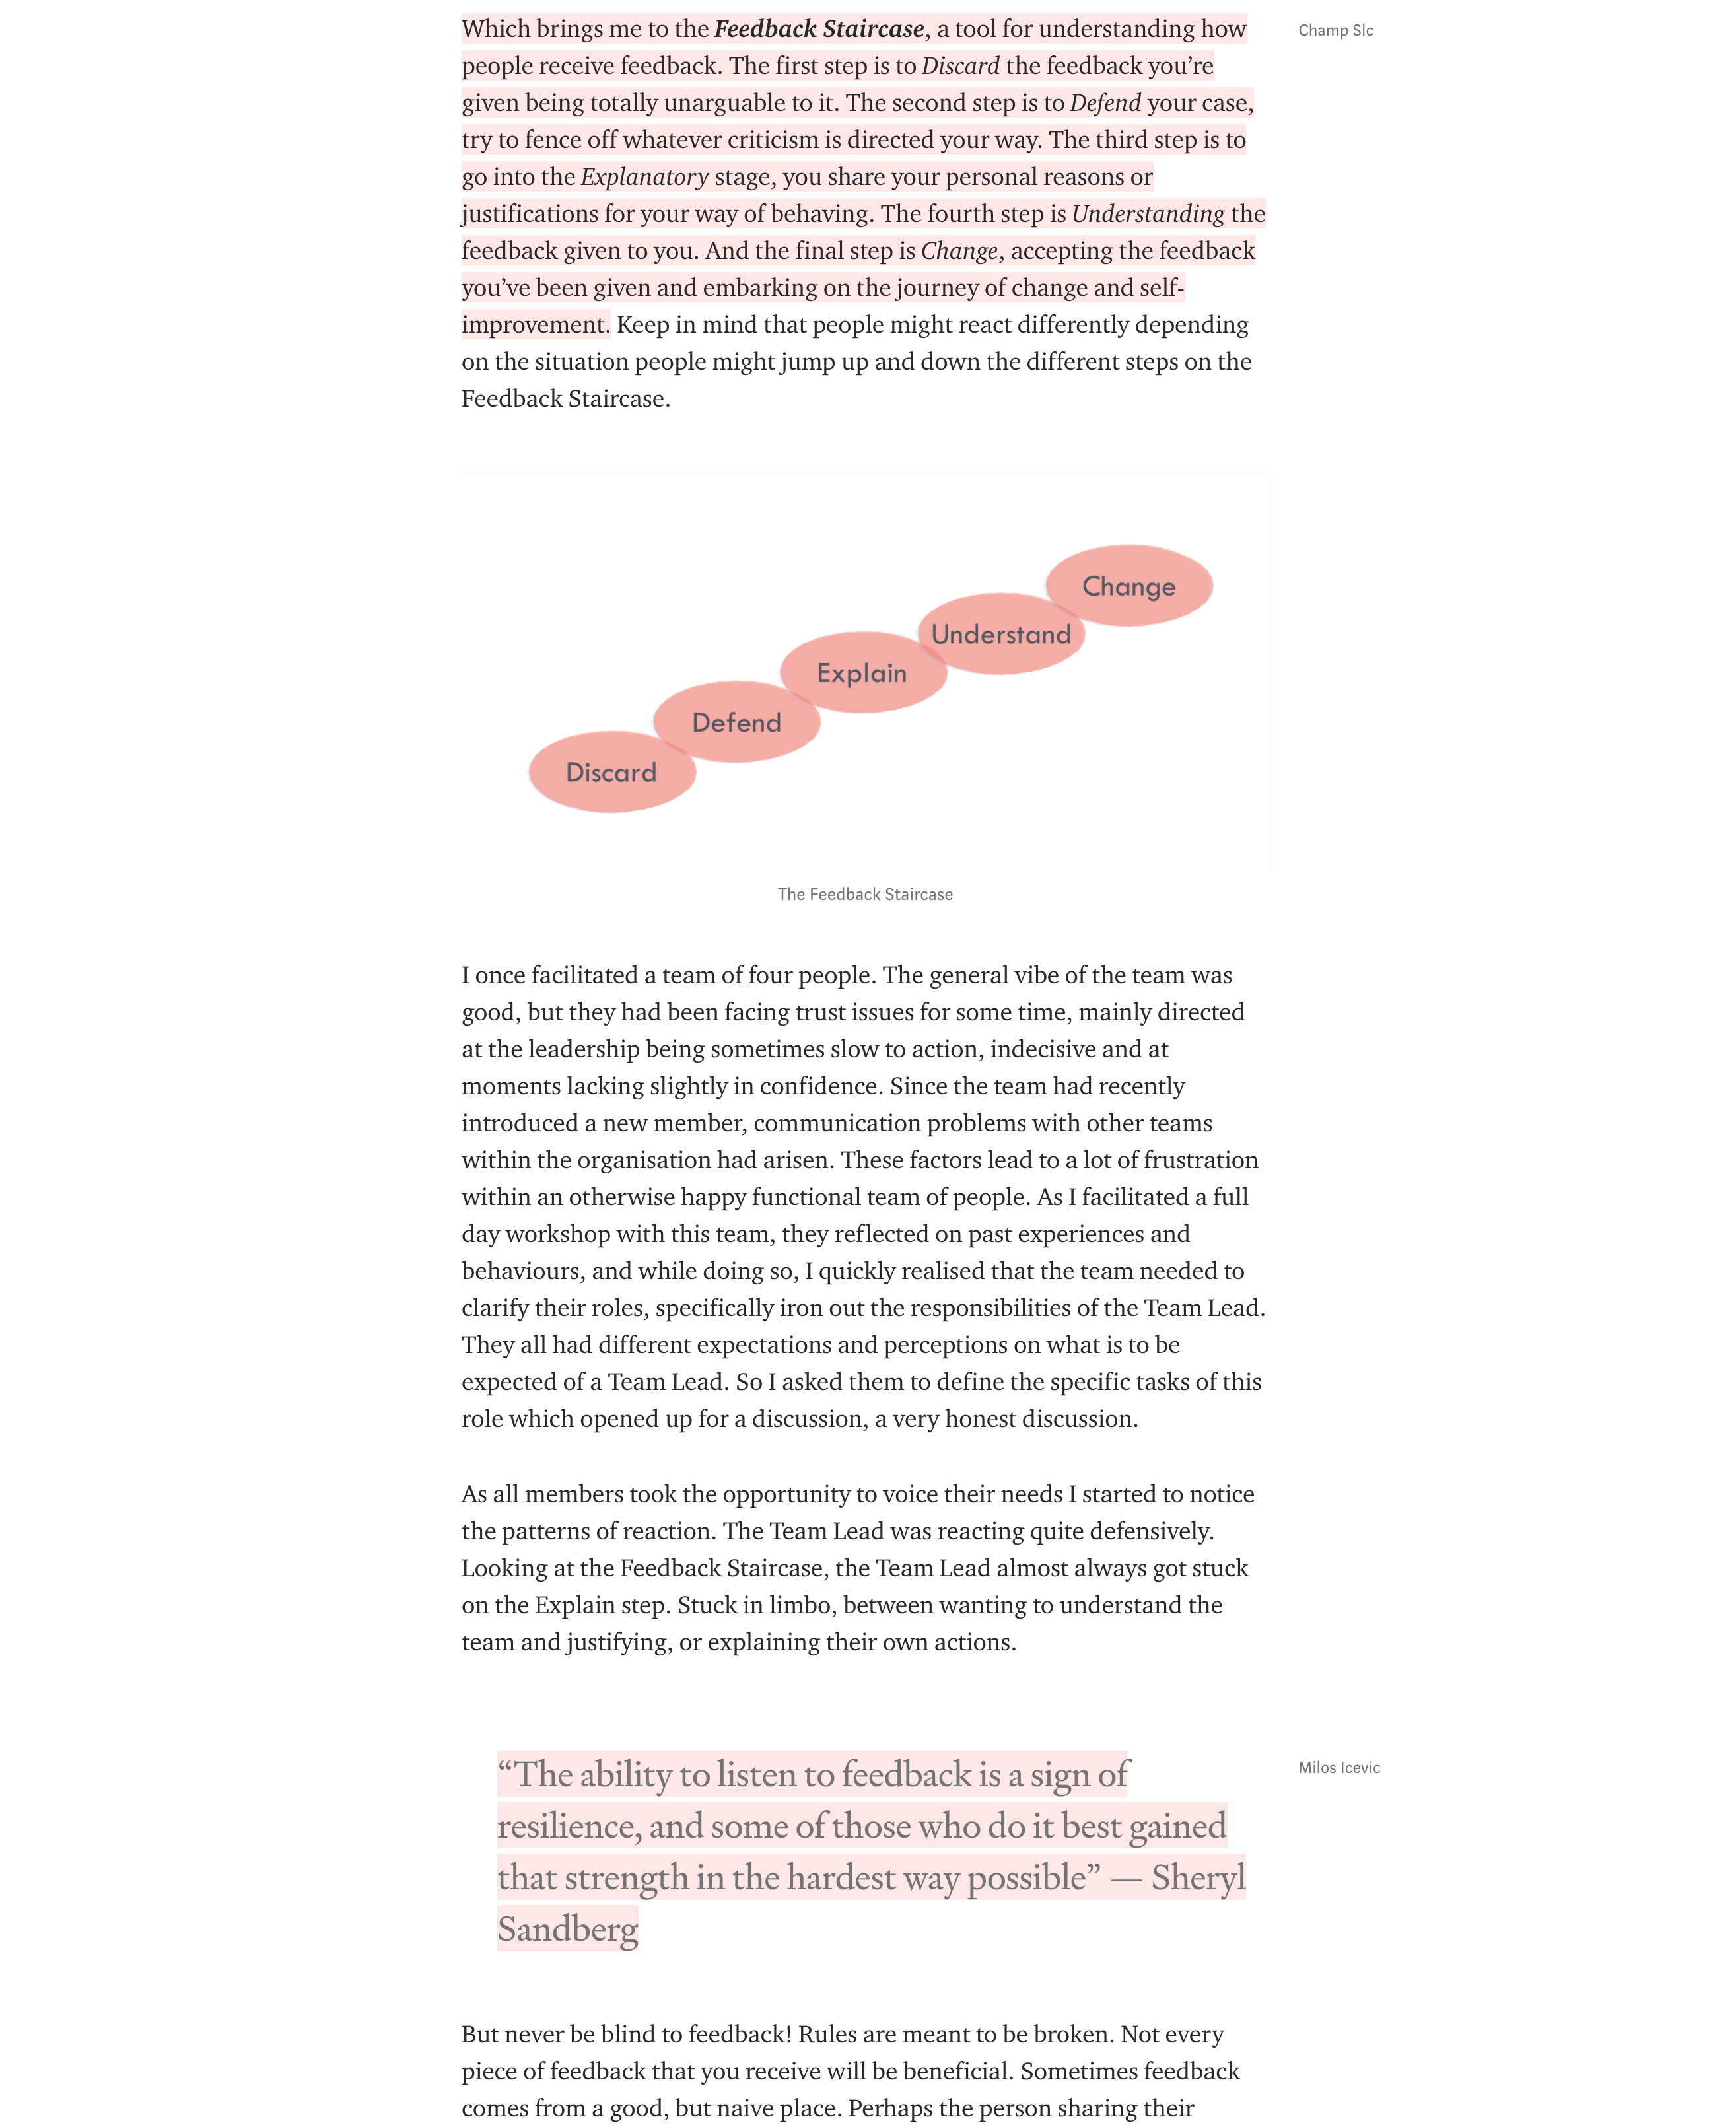 Which brings me to the Feedback Staircase, a tool for understanding how
Champ Slc
people receive feedback. The first step is to Discard the feedback you’re
given being totally unarguable to it. The second step is to Defend your case,
try to fence off whatever criticism is directed your way. The third step is to
go into the Explanatory stage, you share your personal reasons or
justifications for your way of behaving. The fourth step is Understanding the
feedback given to you. And the final step is Change, accepting the feedback
you’ve been given and embarking on the journey of change and self-
improvement. Keep in mind that people might react differently depending
on the situation people might jump up and down the different steps on the
Feedback Staircase.
Change
Understand
Explain
Defend
Discard
The Feedback Staircase
I once facilitated a team of four people. The general vibe of the team was
good, but they had been facing trust issues for some time, mainly directed
at the leadership being sometimes slow to action, indecisive and at
moments lacking slightly in confidence. Since the team had recently
introduced a new member, communication problems with other teams
within the organisation had arisen. These factors lead to a lot of frustration
within an otherwise happy functional team of people. As I facilitated a full
day workshop with this team, they reflected on past experiences and
behaviours, and while doing so, I quickly realised that the team needed to
clarify their roles, specifically iron out the responsibilities of the Team Lead.
They all had different expectations and perceptions on what is to be
expected of a Team Lead. So I asked them to define the specific tasks of this
role which opened up for a discussion, a very honest discussion.
As all members took the opportunity to voice their needs I started to notice
the patterns of reaction. The Team Lead was reacting quite defensively.
Looking at the Feedback Staircase, the Team Lead almost always got stuck
on the Explain step. Stuck in limbo, between wanting to understand the
team and justifying, or explaining their own actions.
“The ability to listen to feedback is a sign of
Milos Icevic
resilience, and some of those who do it best gained
that strength in the hardest way possible” — Sheryl
Sandberg
But never be blind to feedback! Rules are meant to be broken. Not every
piece of feedback that you receive will be beneficial. Sometimes feedback
comes from a good, but naive place. Perhaps the person sharing their